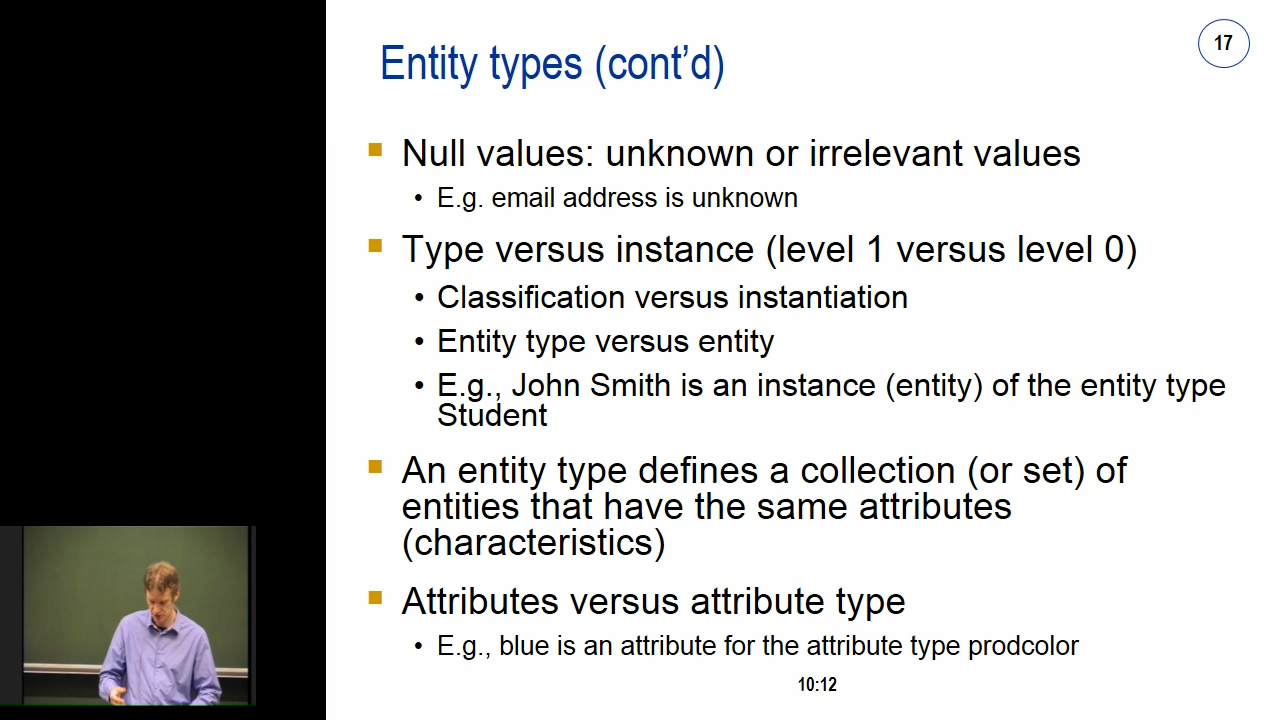 17
Entity types (cont’d)
Null values: unknown or irrelevant values
E.g. email address is unknown
Type versus instance (level 1 versus level 0)
Classification versus instantiation
Entity type versus entity
E.g., John Smith is an instance (entity) of the entity type
Student
An entity type defines a collection (or set) of
entities that have the same attributes
(characteristics)
Attributes versus attribute type
E.g., blue is an attribute for the attribute type prodcolor
10:12